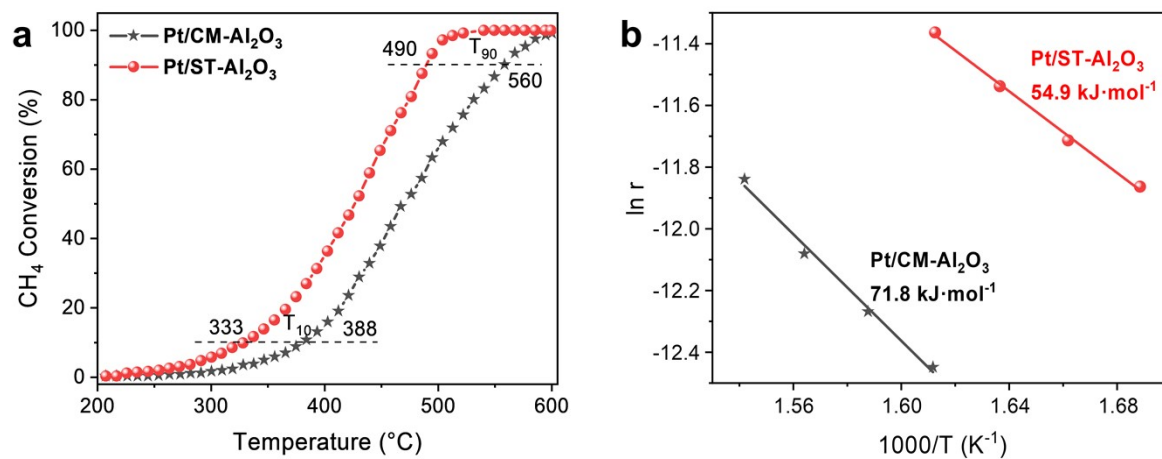 a
Pt/CM-Al₂O₃
Pt/ST-Al₂O₃
CH₄ Conversion (%)
100
80
60
40
20
0
490
T₉₀
560
333
T₁₀
388
200
300
400
500
600
Temperature (°C)
b
ln r
-11.4
-11.6
-11.8
-12.0
-12.2
-12.4
Pt/ST-Al₂O₃
54.9 kJ·mol⁻¹
Pt/CM-Al₂O₃
71.8 kJ·mol⁻¹
1.56
1.60
1.64
1.68
1000/T (K⁻¹)